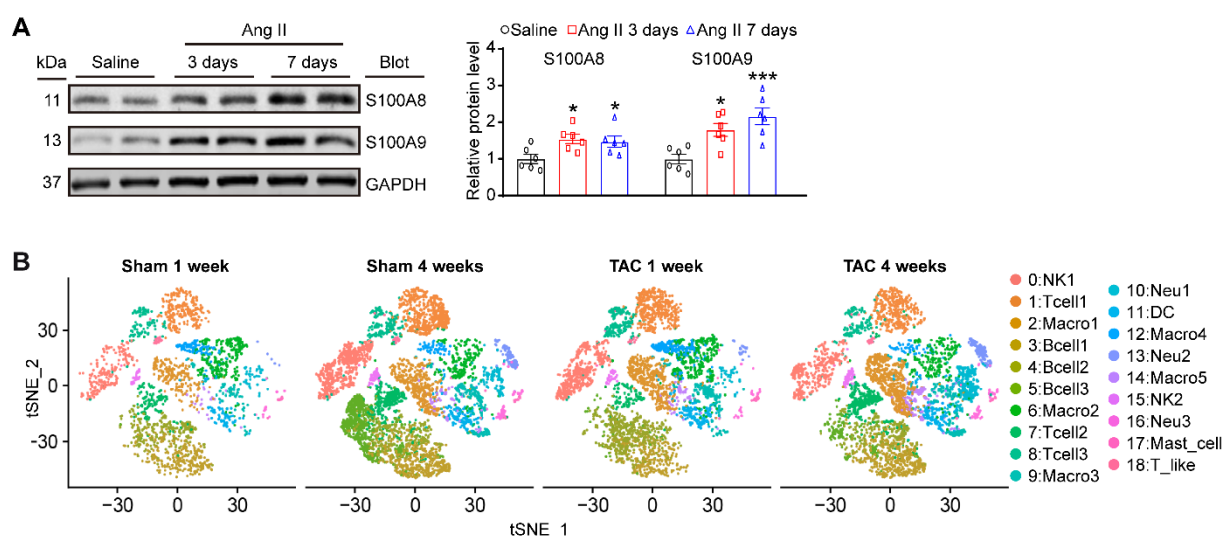 A
Ang II
kDa Saline 3 days 7 days Blot
11 S100A8
13 S100A9
37 GAPDH
Saline Ang II 3 days Ang II 7 days
Relative protein level
4
3
2
1
0
S100A8 S100A9
* * * ***
B
Sham 1 week Sham 4 weeks TAC 1 week TAC 4 weeks
tSNE_2
30
0
−30
−30 0 30 −30 0 30 −30 0 30 −30 0 30
tSNE_1
0:NK1
1:Tcell1
2:Macro1
3:Bcell1
4:Bcell2
5:Bcell3
6:Macro2
7:Tcell2
8:Tcell3
9:Macro3
10:Neu1
11:DC
12:Macro4
13:Neu2
14:Macro5
15:NK2
16:Neu3
17:Mast_cell
18:T_like